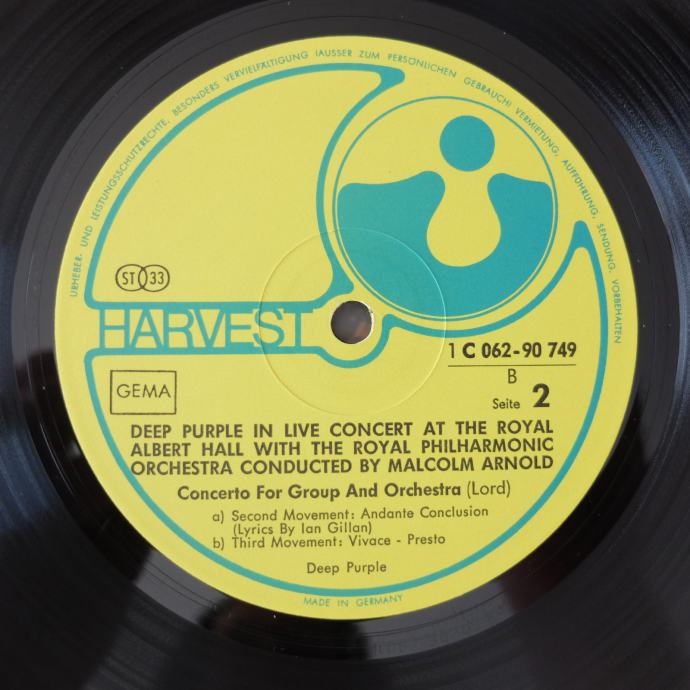 URHEBER- UND LEISTUNGSSCHUTZRECHTE, BESONDERS VERVIELFÄLTIGUNG (AUSSER ZUM PERSÖNLICHEN GEBRAUCH) VERMIETUNG, AUFFÜHRUNG, SENDUNG, VORBEHALTEN
ST 33
HARVEST
1 C 062-90 749
B
Seite 2
GEMA
DEEP PURPLE IN LIVE CONCERT AT THE ROYAL
ALBERT HALL WITH THE ROYAL PHILHARMONIC
ORCHESTRA CONDUCTED BY MALCOLM ARNOLD
Concerto For Group And Orchestra (Lord)
a) Second Movement: Andante Conclusion
(Lyrics By Ian Gillan)
b) Third Movement: Vivace - Presto
Deep Purple
MADE IN GERMANY